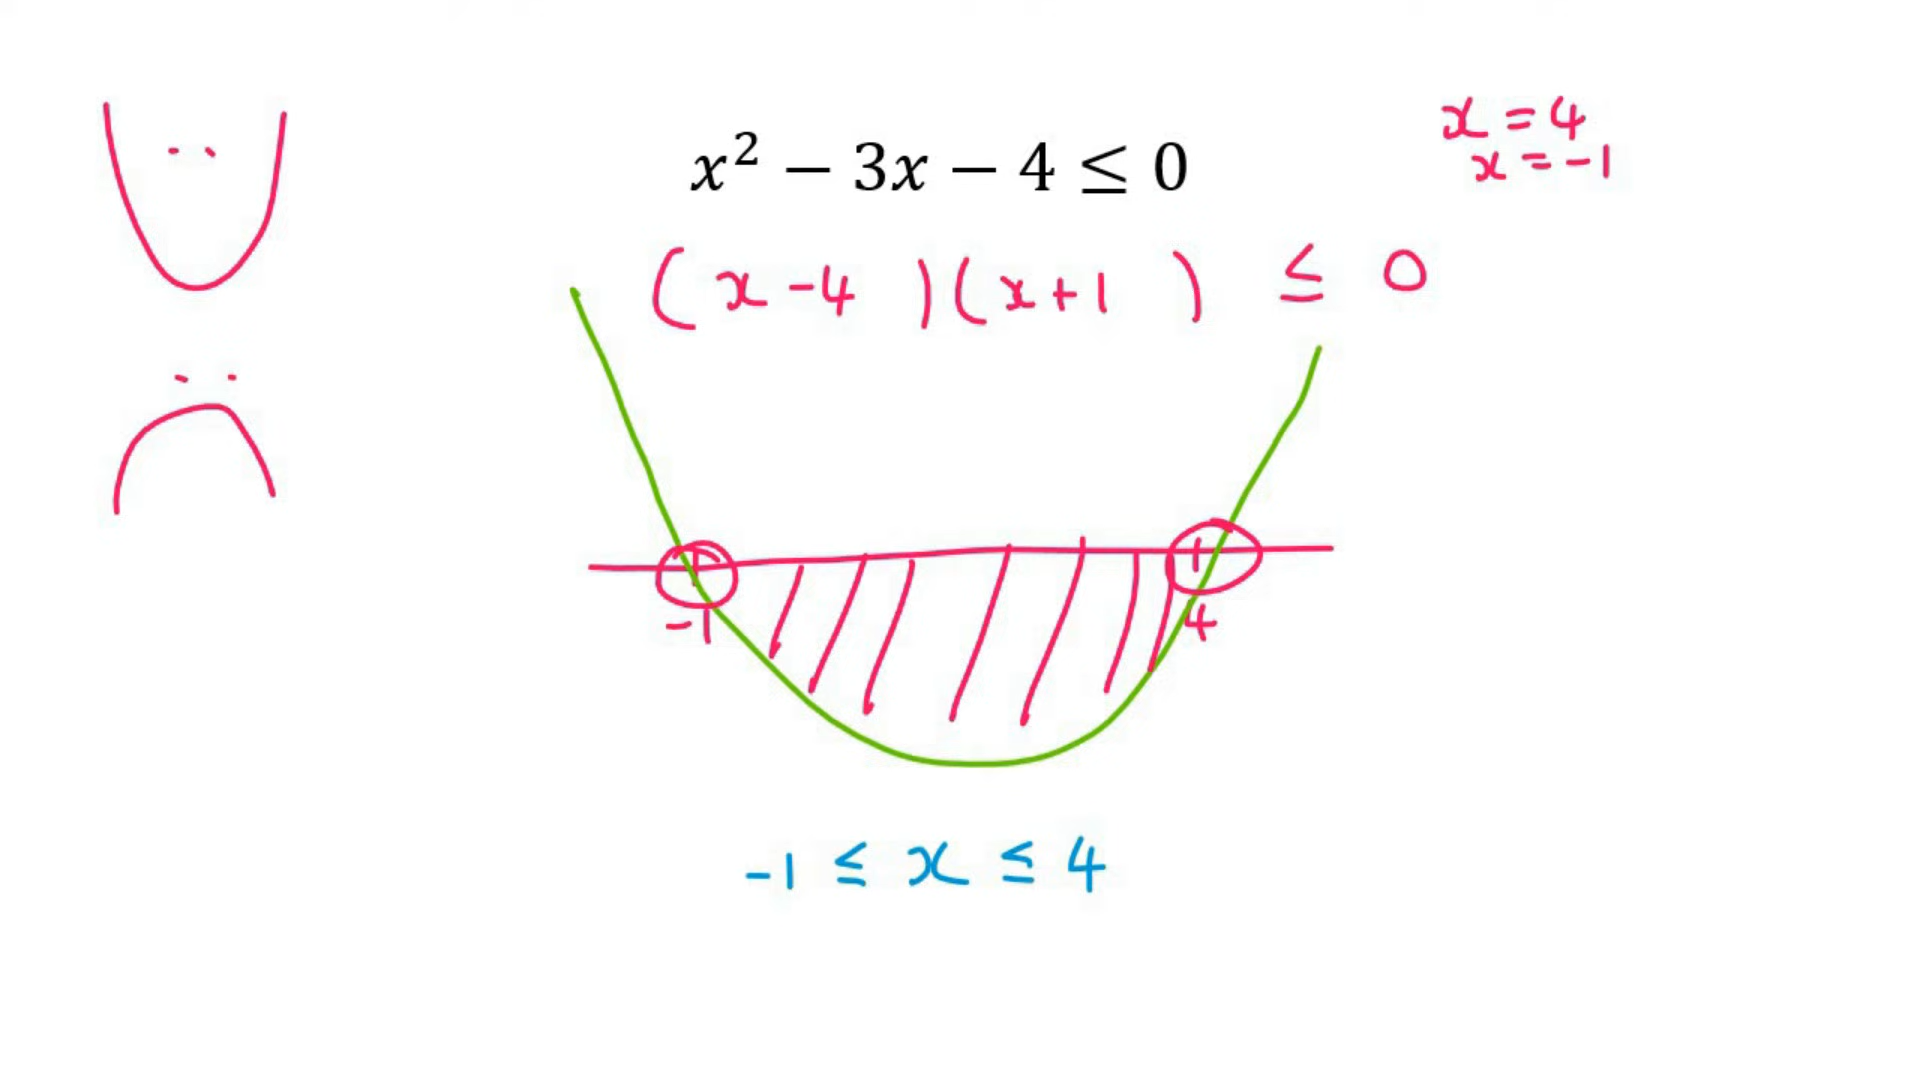 x² − 3x − 4 ≤ 0
x = 4
x = -1
(x - 4)(x + 1) ≤ 0
-1 4
-1 ≤ x ≤ 4